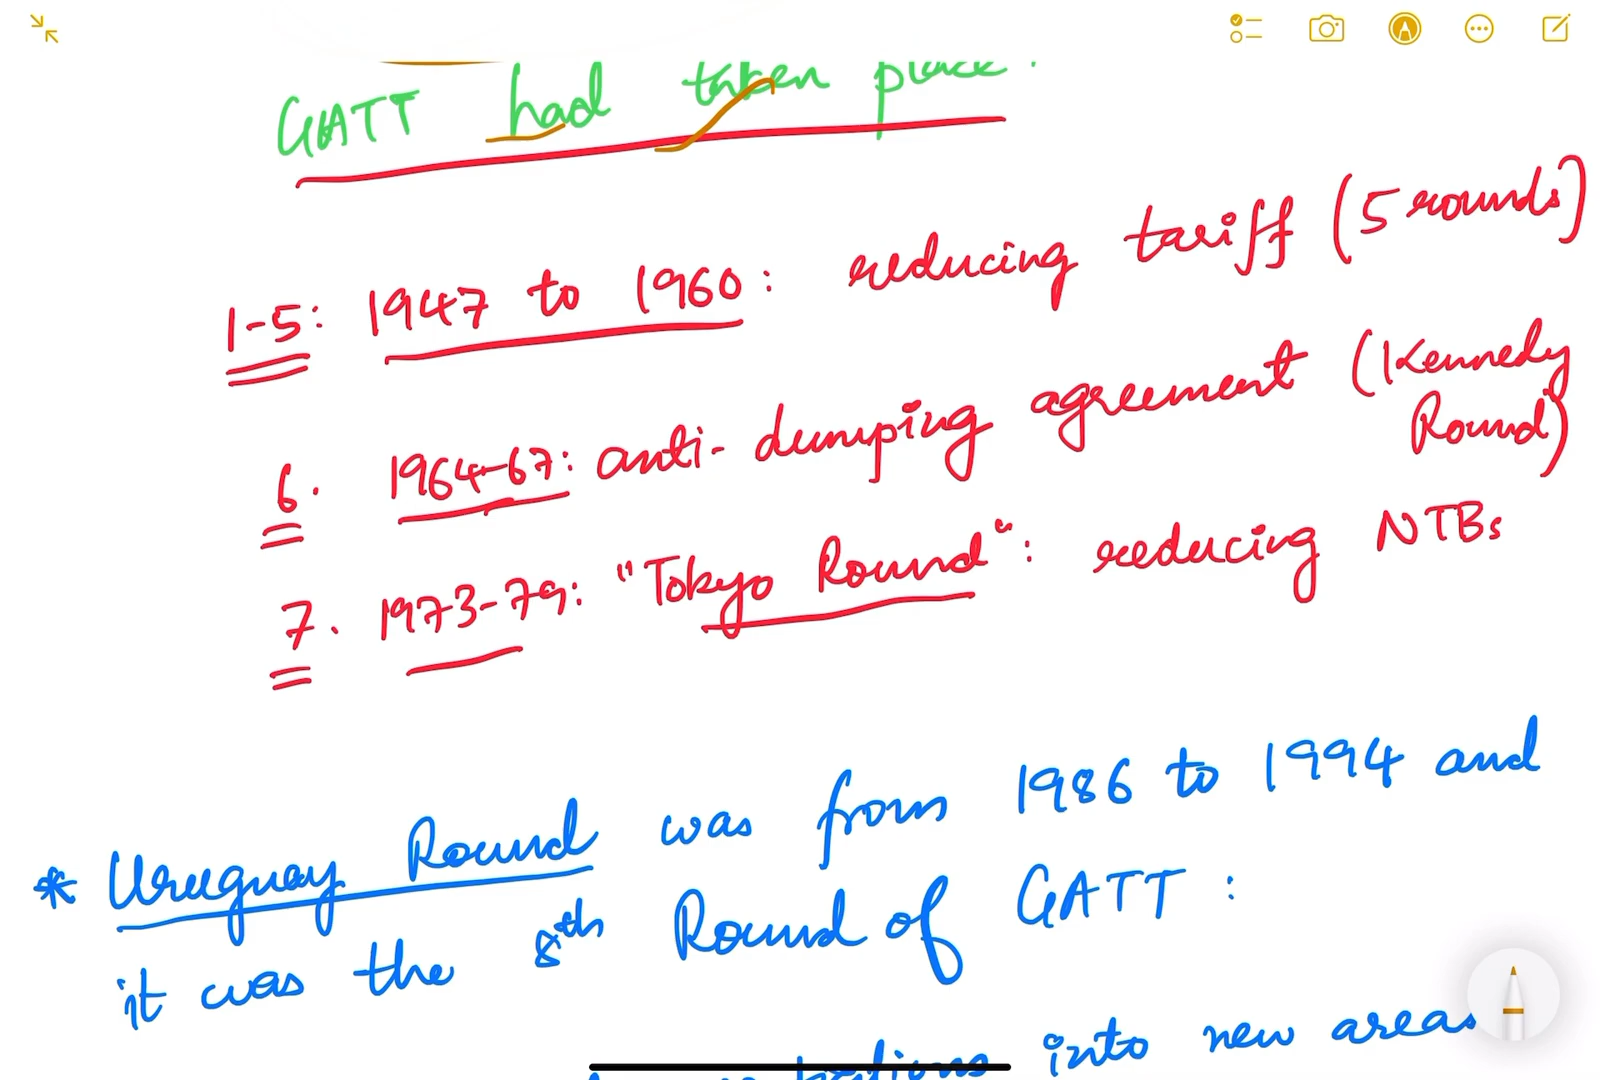 GATT had taken place.
1-5: 1947 to 1960: reducing tariff (5 rounds)
6. 1964-67: anti-dumping agreement (Kennedy
Round)
7. 1973-79: "Tokyo Round": reducing NTBs
* Uruguay Round was from 1986 to 1994 and
it was the 8th Round of GATT:
into new areas